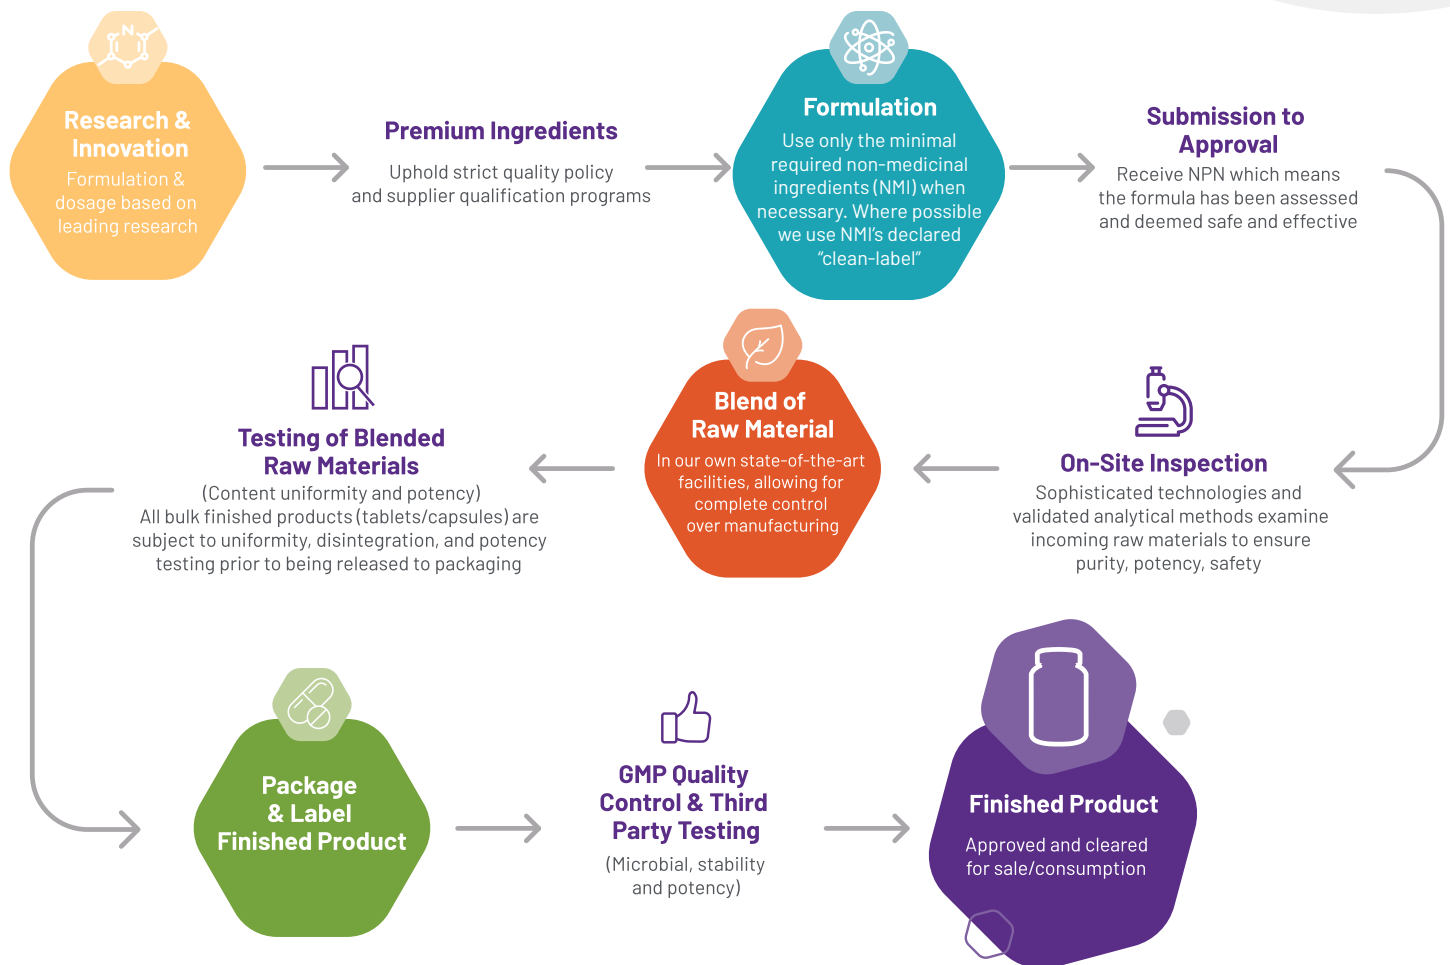 N
Research &
Innovation
Formulation &
dosage based on
leading research
Premium Ingredients
Uphold strict quality policy
and supplier qualification programs
Formulation
Use only the minimal
required non-medicinal
ingredients (NMI) when
necessary. Where possible
we use NMI's declared
"clean-label"
Submission to
Approval
Receive NPN which means
the formula has been assessed
and deemed safe and effective
On-Site Inspection
Sophisticated technologies and
validated analytical methods examine
incoming raw materials to ensure
purity, potency, safety
Blend of
Raw Material
In our own state-of-the-art
facilities, allowing for
complete control
over manufacturing
Testing of Blended
Raw Materials
(Content uniformity and potency)
All bulk finished products (tablets/capsules) are
subject to uniformity, disintegration, and potency
testing prior to being released to packaging
Package
& Label
Finished Product
GMP Quality
Control & Third
Party Testing
(Microbial, stability
and potency)
Finished Product
Approved and cleared
for sale/consumption